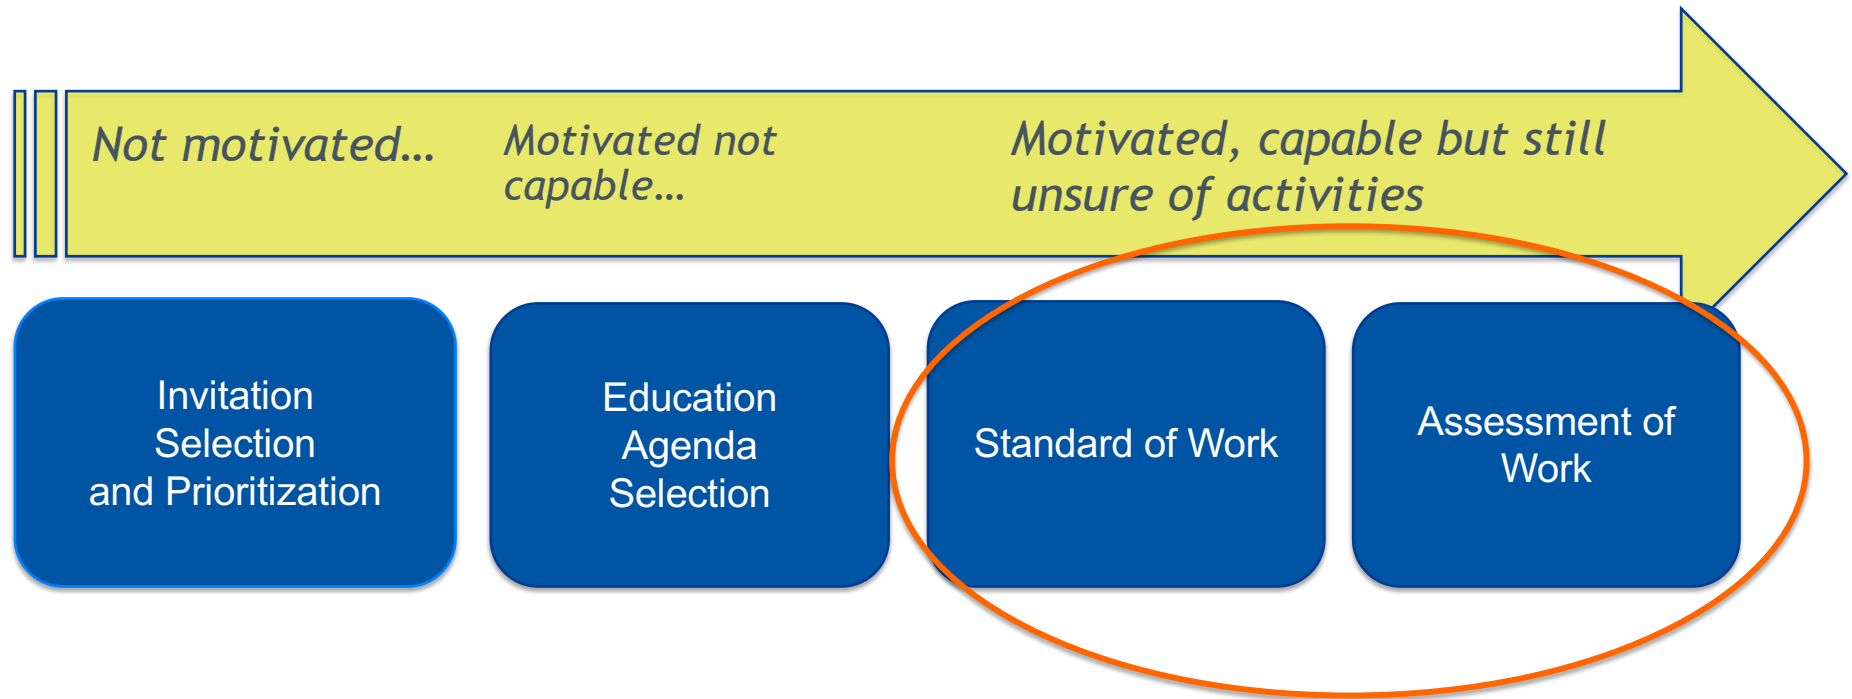 Not motivated…
Motivated not
capable…
Motivated, capable but still
unsure of activities
Invitation
Selection
and Prioritization
Education
Agenda
Selection
Standard of Work
Assessment of
Work